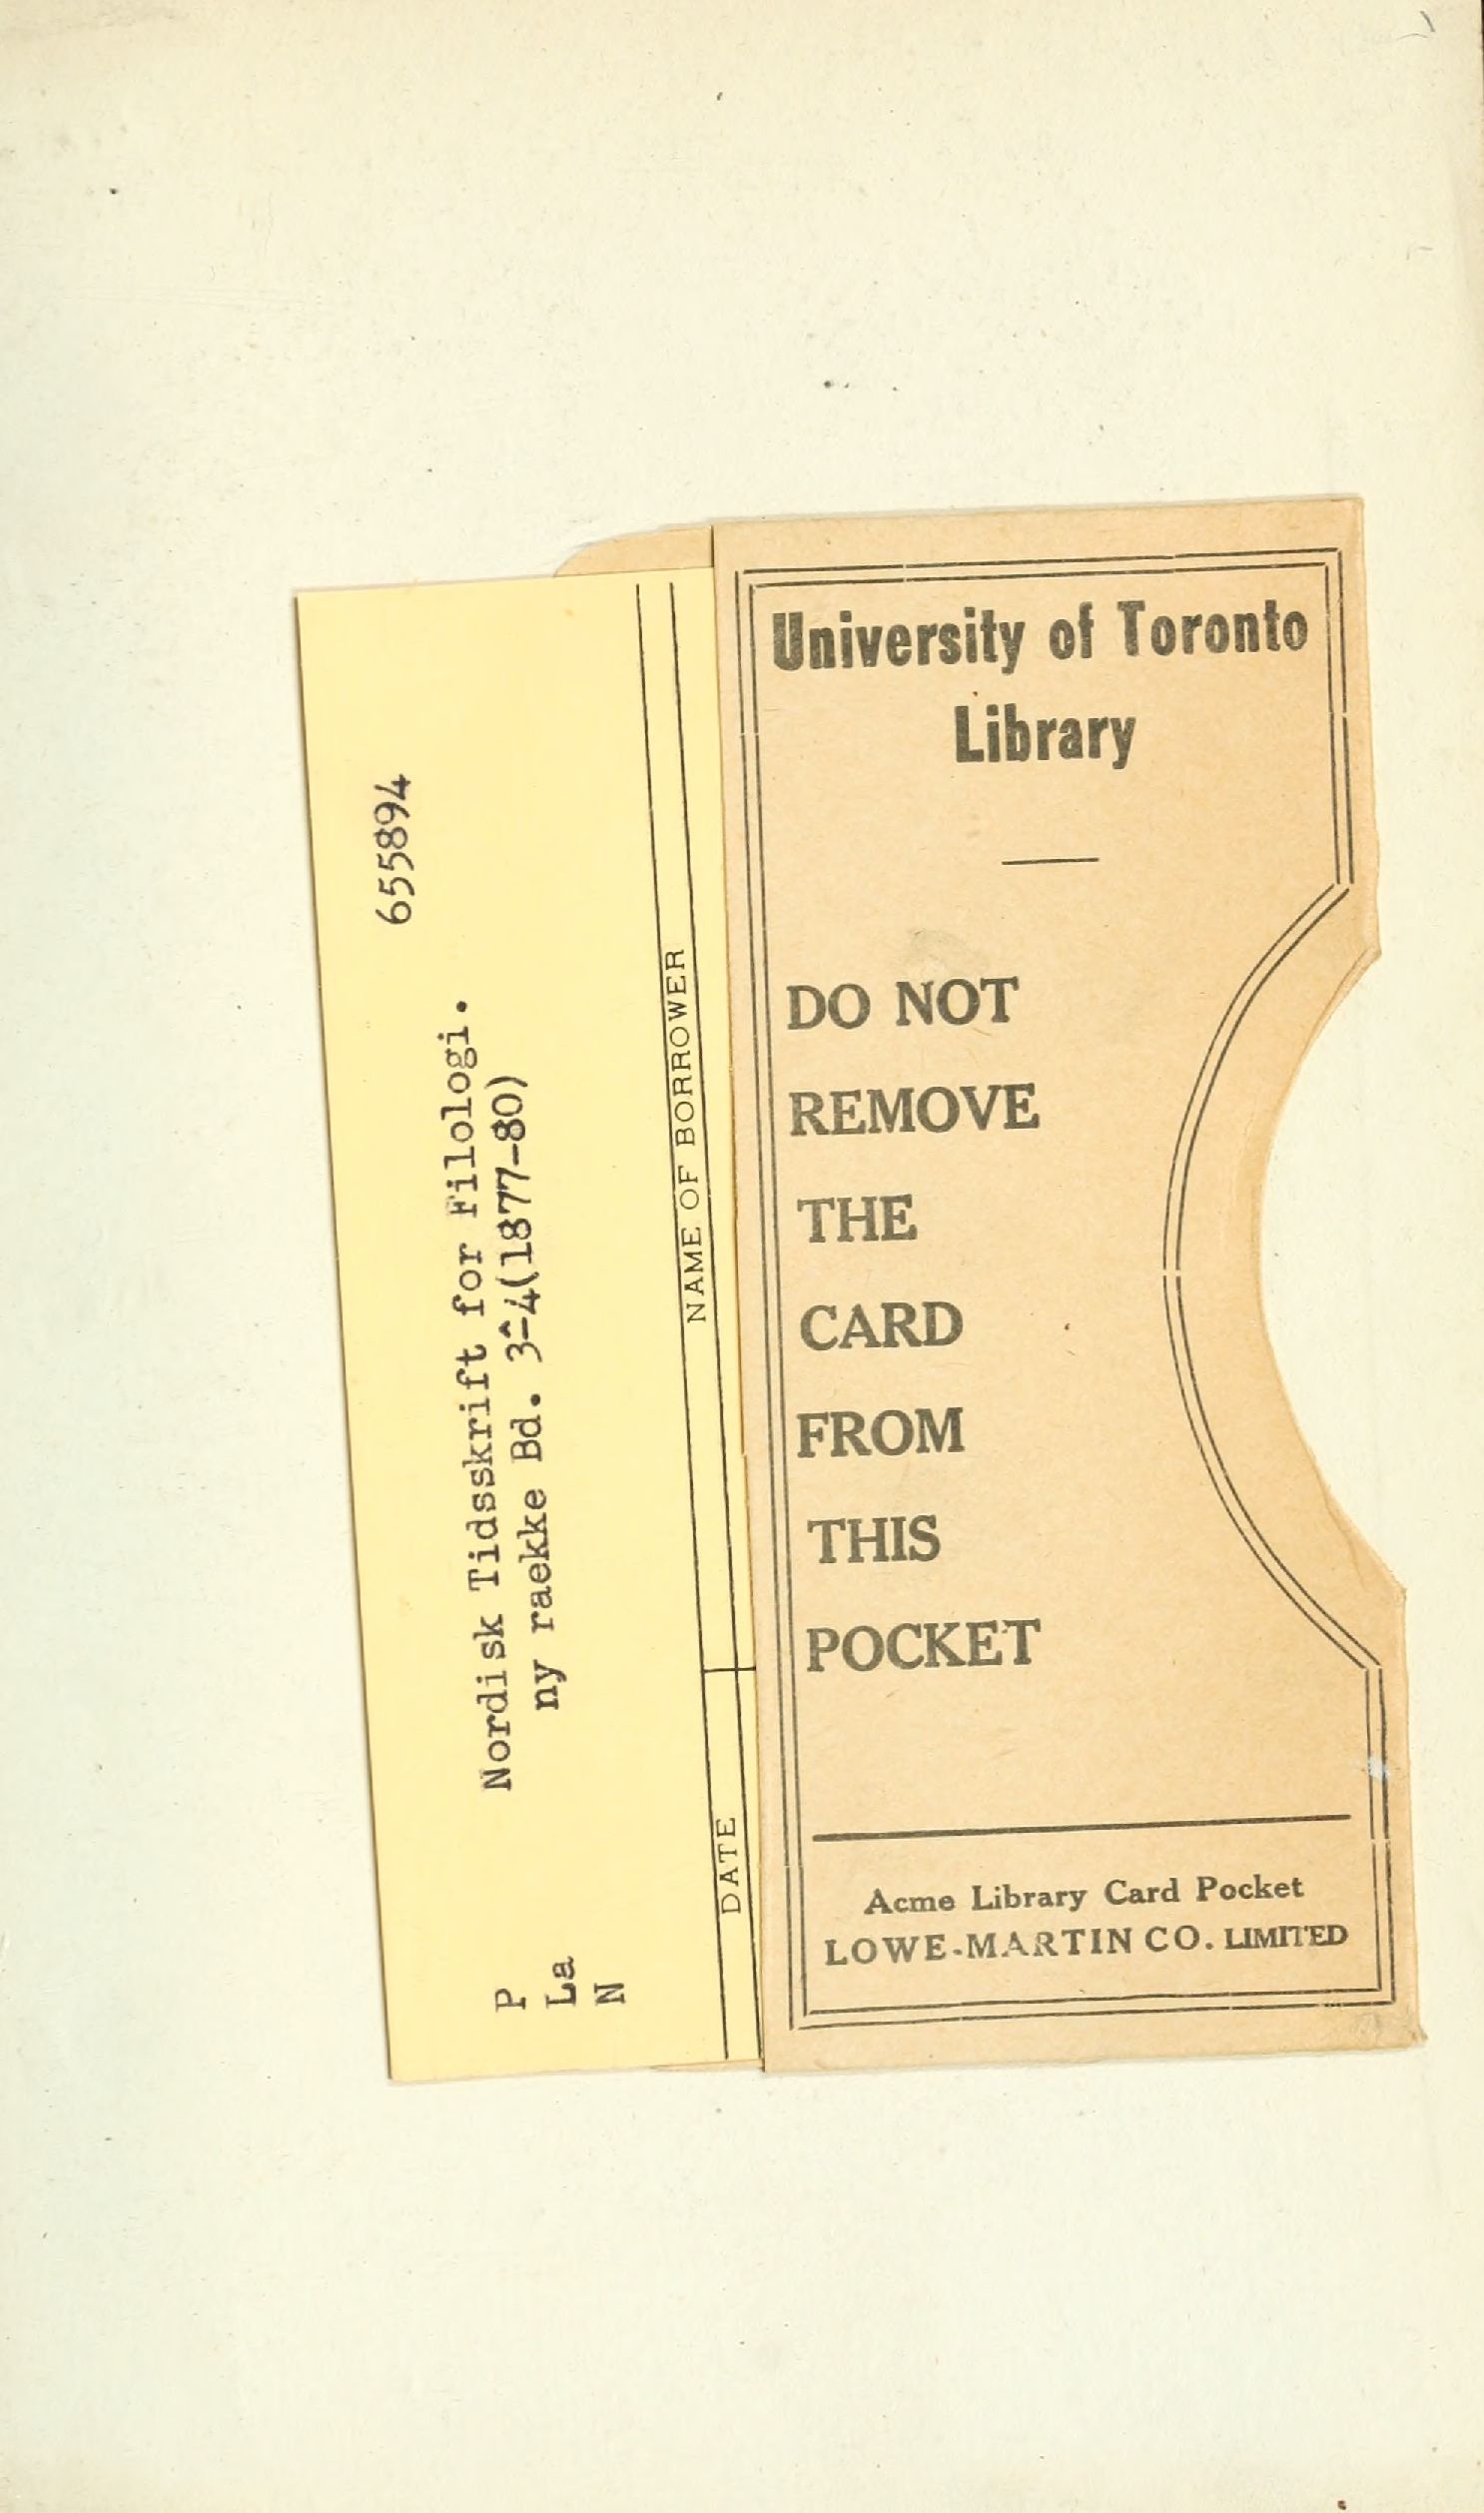 655894
P
La
N
Nordisk Tidsskrift for Filologi.
ny raekke Bd. 3-4(1877-80)
DATE
NAME OF BORROWER
University of Toronto
Library
DO NOT
REMOVE
THE
CARD
FROM
THIS
POCKET
Acme Library Card Pocket
LOWE-MARTIN CO. LIMITED